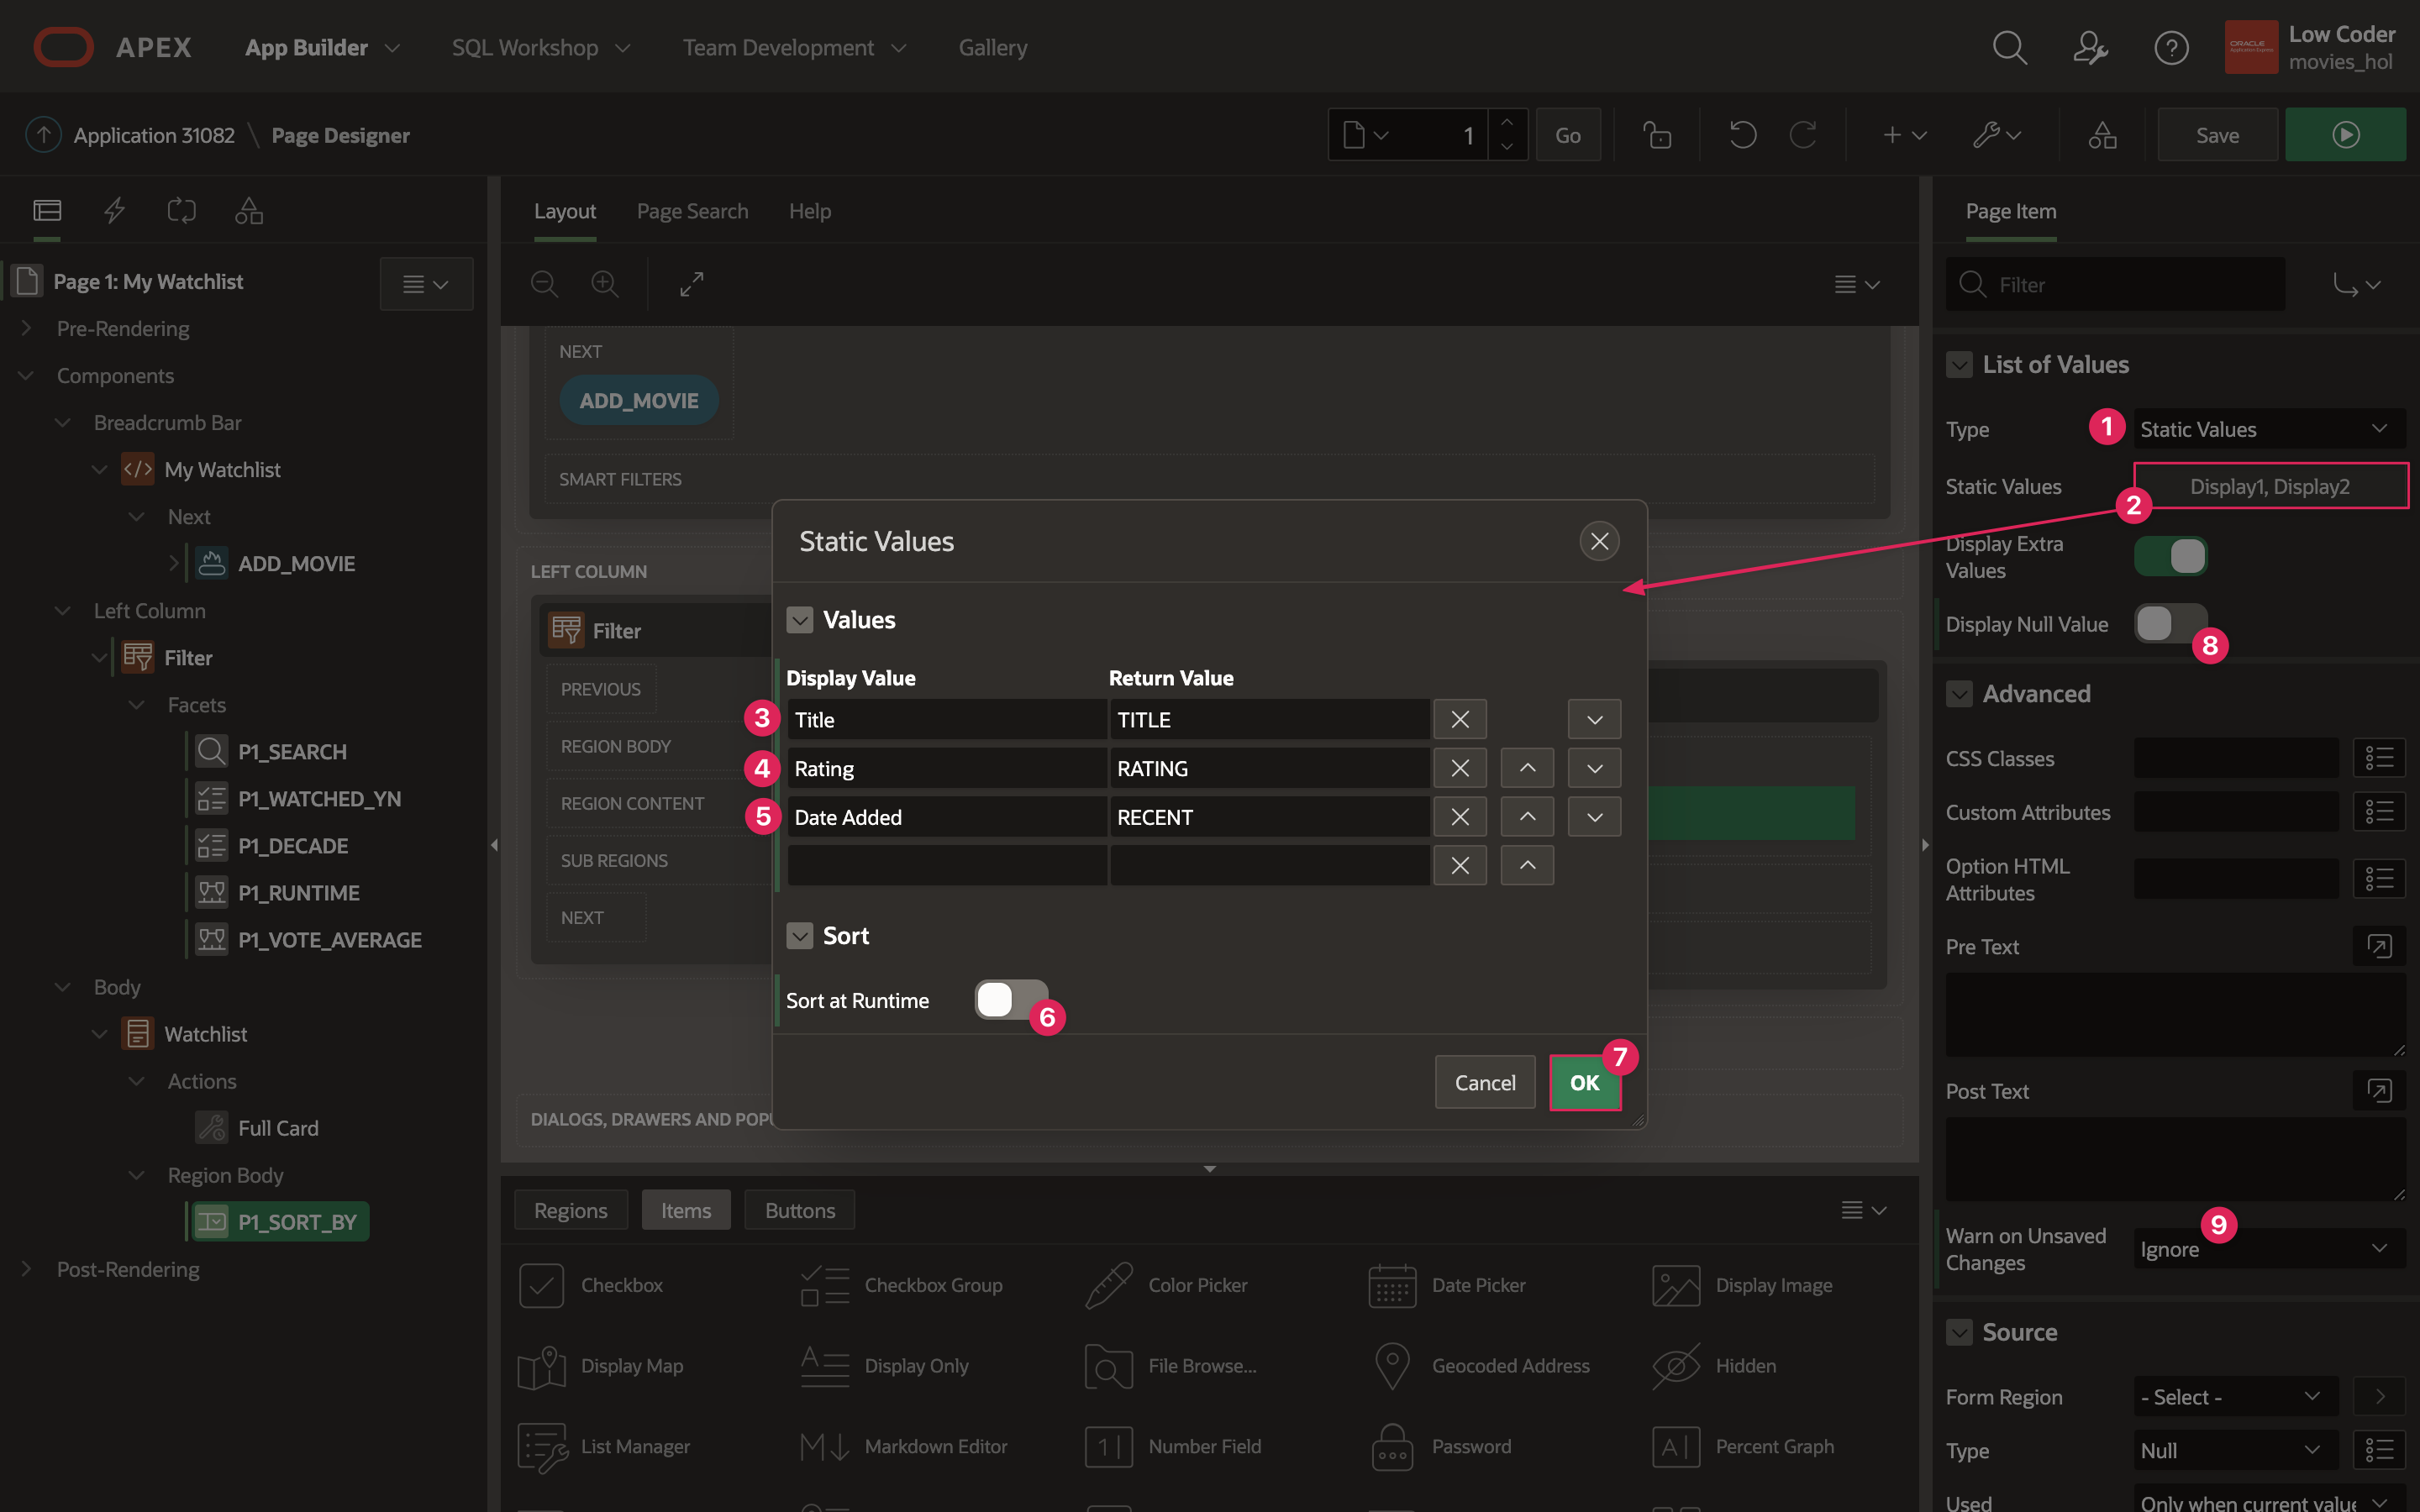 APEX
App Builder
SQL Workshop
Team Development
Gallery
ORACLE
Low Coder
movies_hol
Application 31082 \ Page Designer
1
Go
Save
Layout
Page Search
Help
Page Item
Page 1: My Watchlist
Pre-Rendering
Components
Breadcrumb Bar
My Watchlist
Next
ADD_MOVIE
Left Column
Filter
Facets
P1_SEARCH
P1_WATCHED_YN
P1_DECADE
P1_RUNTIME
P1_VOTE_AVERAGE
Body
Watchlist
Actions
Full Card
Region Body
P1_SORT_BY
Post-Rendering
NEXT
ADD_MOVIE
SMART FILTERS
LEFT COLUMN
Filter
PREVIOUS
REGION BODY
REGION CONTENT
SUB REGIONS
NEXT
DIALOGS, DRAWERS AND POPU
Static Values
Values
Display Value Return Value
3 Title TITLE
4 Rating RATING
5 Date Added RECENT
Sort
Sort at Runtime 6
Cancel OK 7
Regions Items Buttons
Checkbox Checkbox Group Color Picker Date Picker Display Image
Display Map Display Only File Browse... Geocoded Address Hidden
List Manager Markdown Editor Number Field Password Percent Graph
Filter
List of Values
Type 1 Static Values
Static Values 2 Display1, Display2
Display Extra
Values
Display Null Value 8
Advanced
CSS Classes
Custom Attributes
Option HTML
Attributes
Pre Text
Post Text
Warn on Unsaved
Changes
9
Ignore
Source
Form Region - Select -
Type Null
Used Only when current value